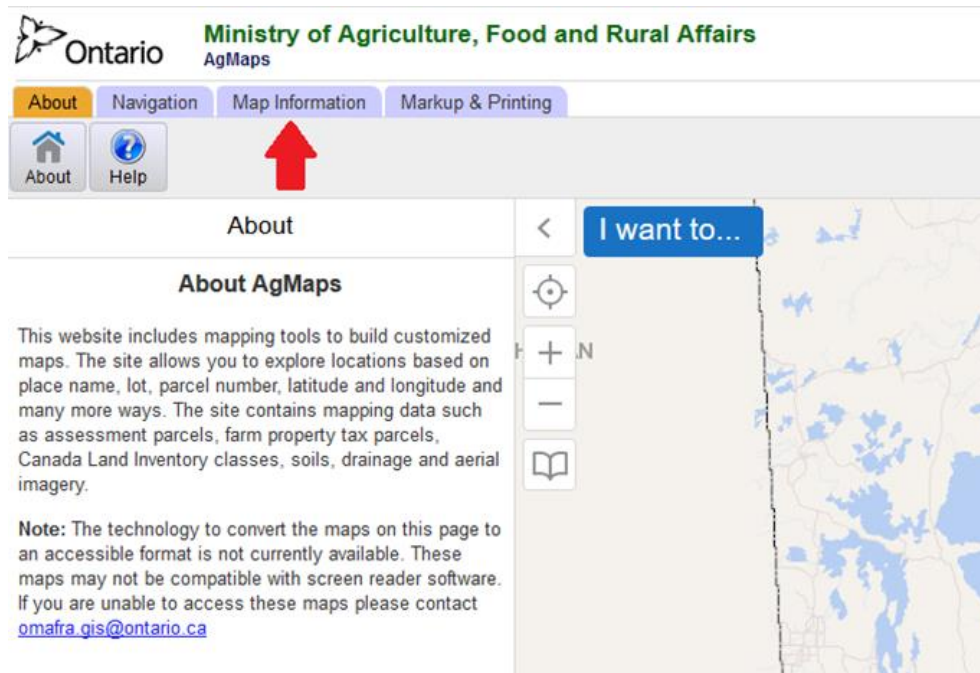 Ontario
Ministry of Agriculture, Food and Rural Affairs
AgMaps
About Navigation Map Information Markup & Printing
About Help
About
I want to...
About AgMaps
This website includes mapping tools to build customized
maps. The site allows you to explore locations based on
place name, lot, parcel number, latitude and longitude and
many more ways. The site contains mapping data such
as assessment parcels, farm property tax parcels,
Canada Land Inventory classes, soils, drainage and aerial
imagery.
Note: The technology to convert the maps on this page to
an accessible format is not currently available. These
maps may not be compatible with screen reader software.
If you are unable to access these maps please contact
omafra.gis@ontario.ca